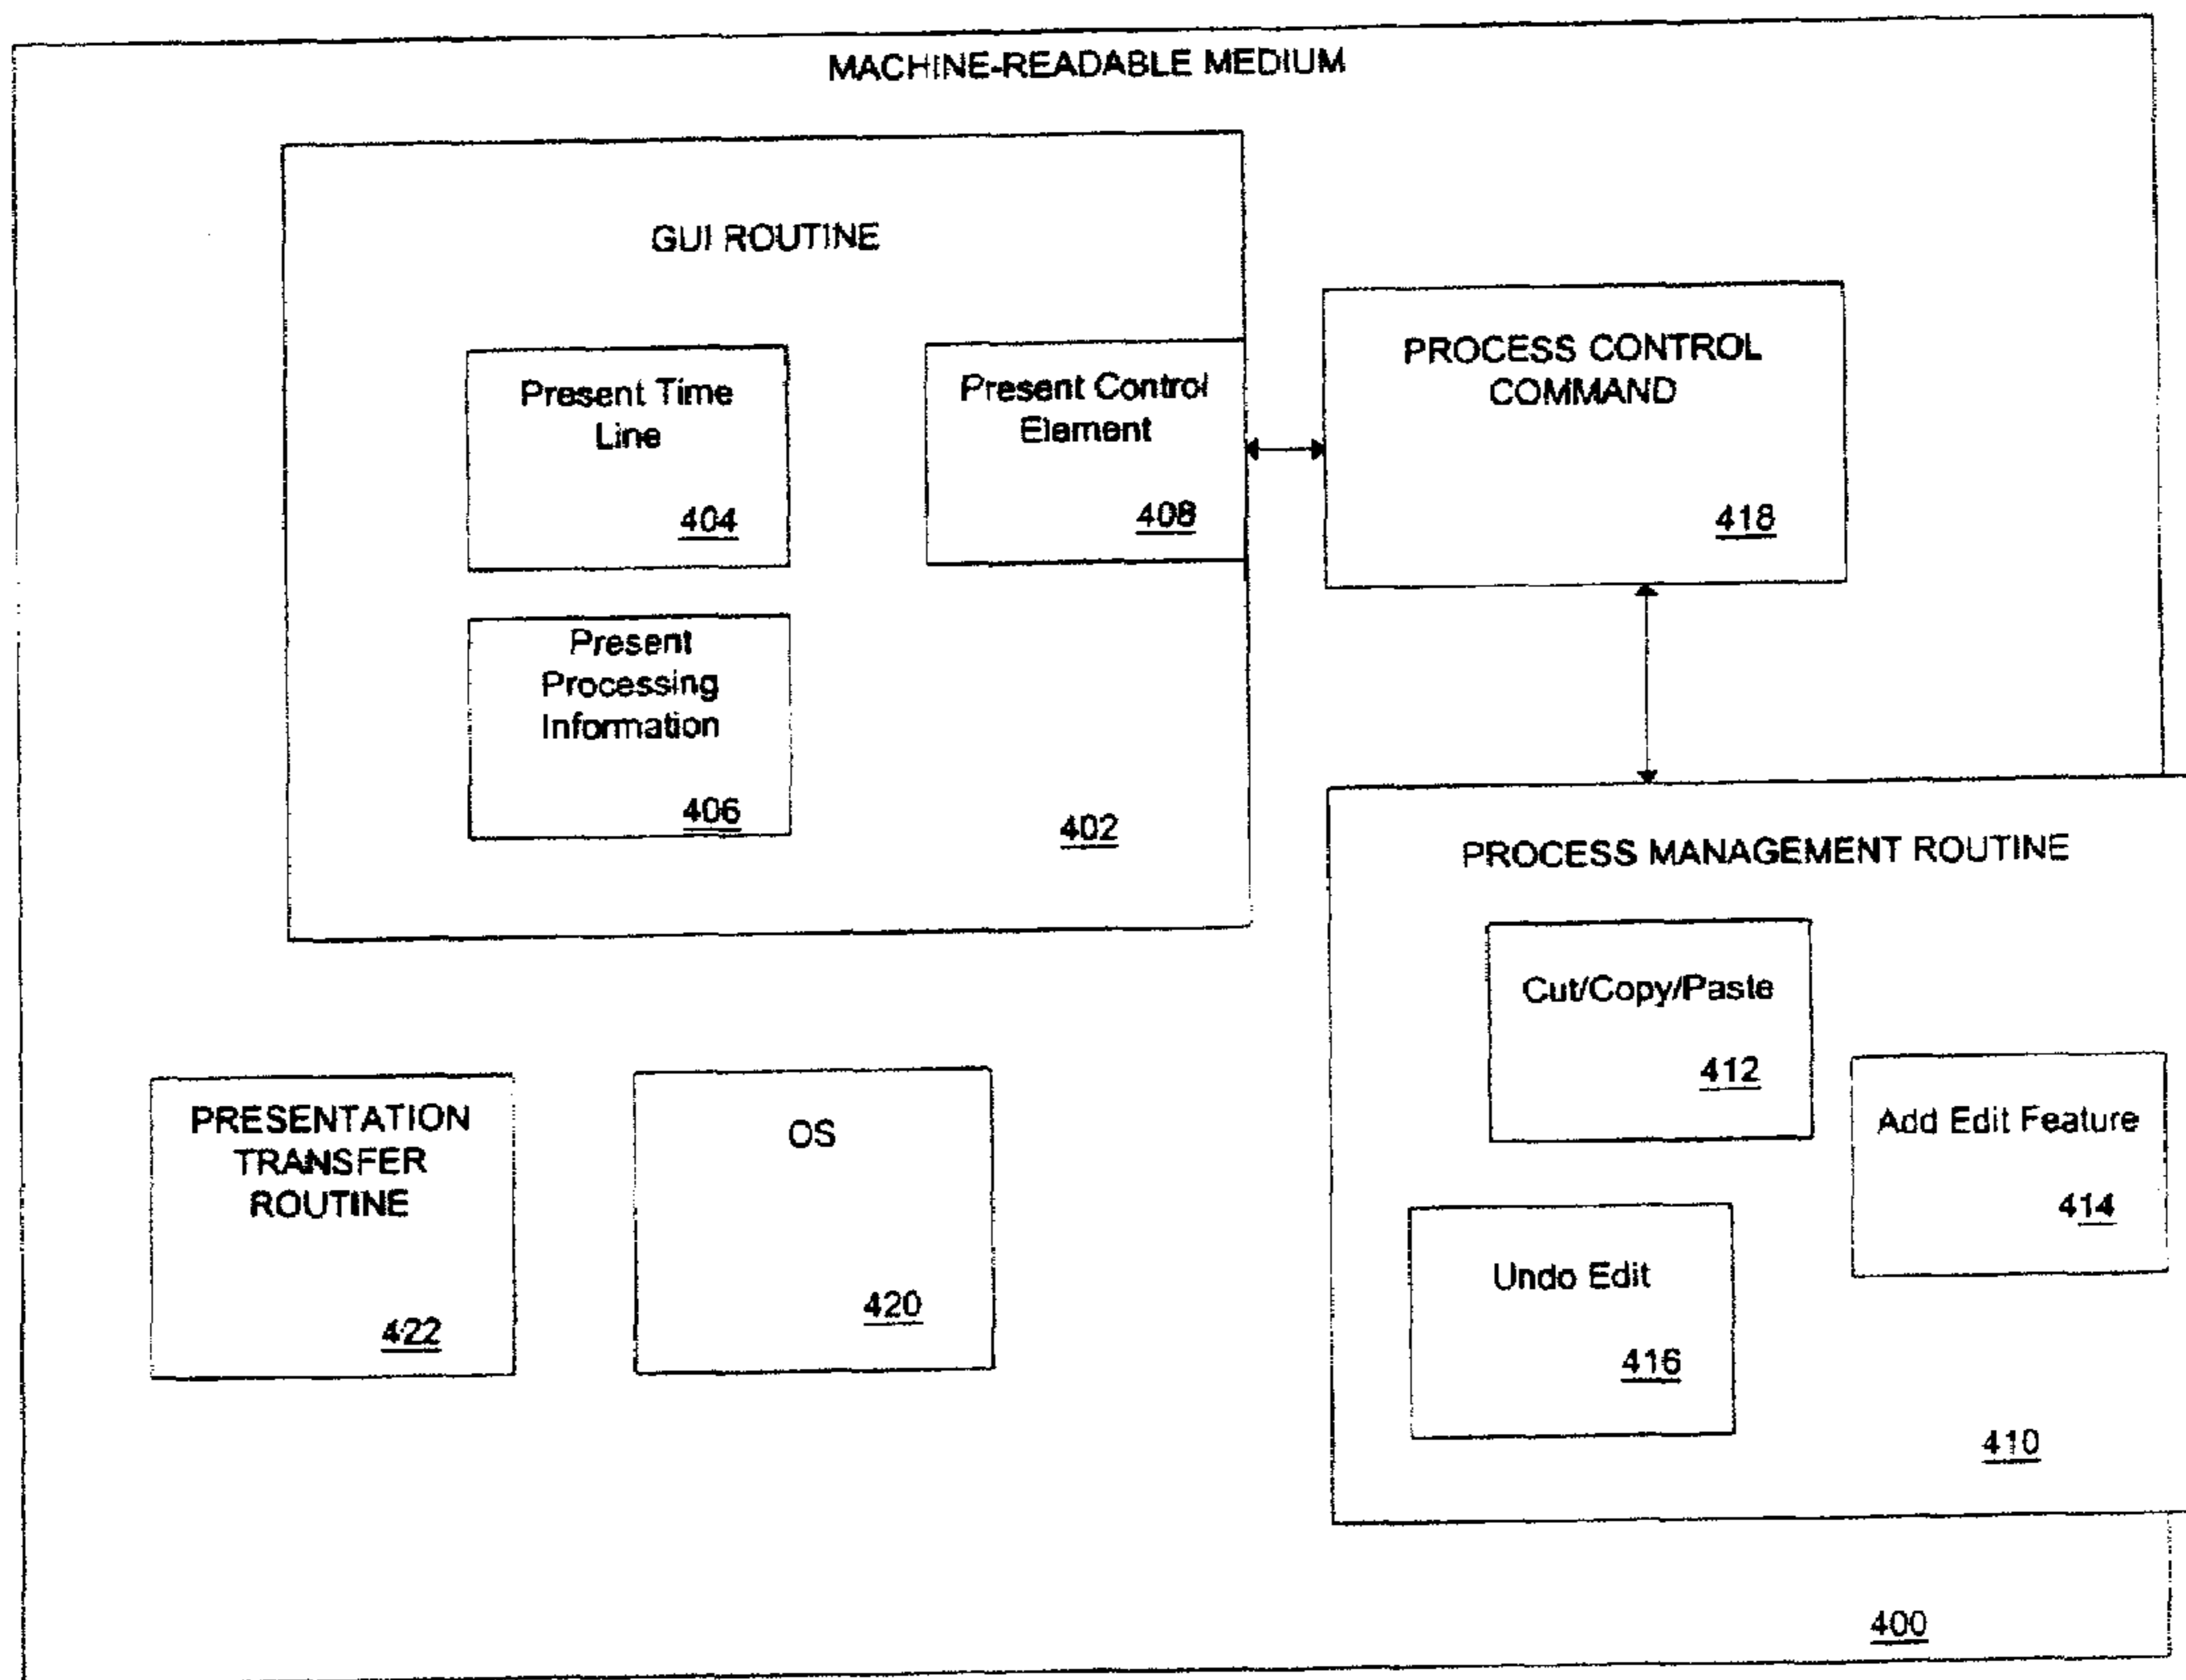 MACHINE-READABLE MEDIUM
GUI ROUTINE
Present Time
Line
404
Present Control
Element
408
PROCESS CONTROL
COMMAND
418
Present
Processing
Information
406
402
PROCESS MANAGEMENT ROUTINE
Cut/Copy/Paste
412
Add Edit Feature
414
Undo Edit
416
410
PRESENTATION
TRANSFER
ROUTINE
422
OS
420
400